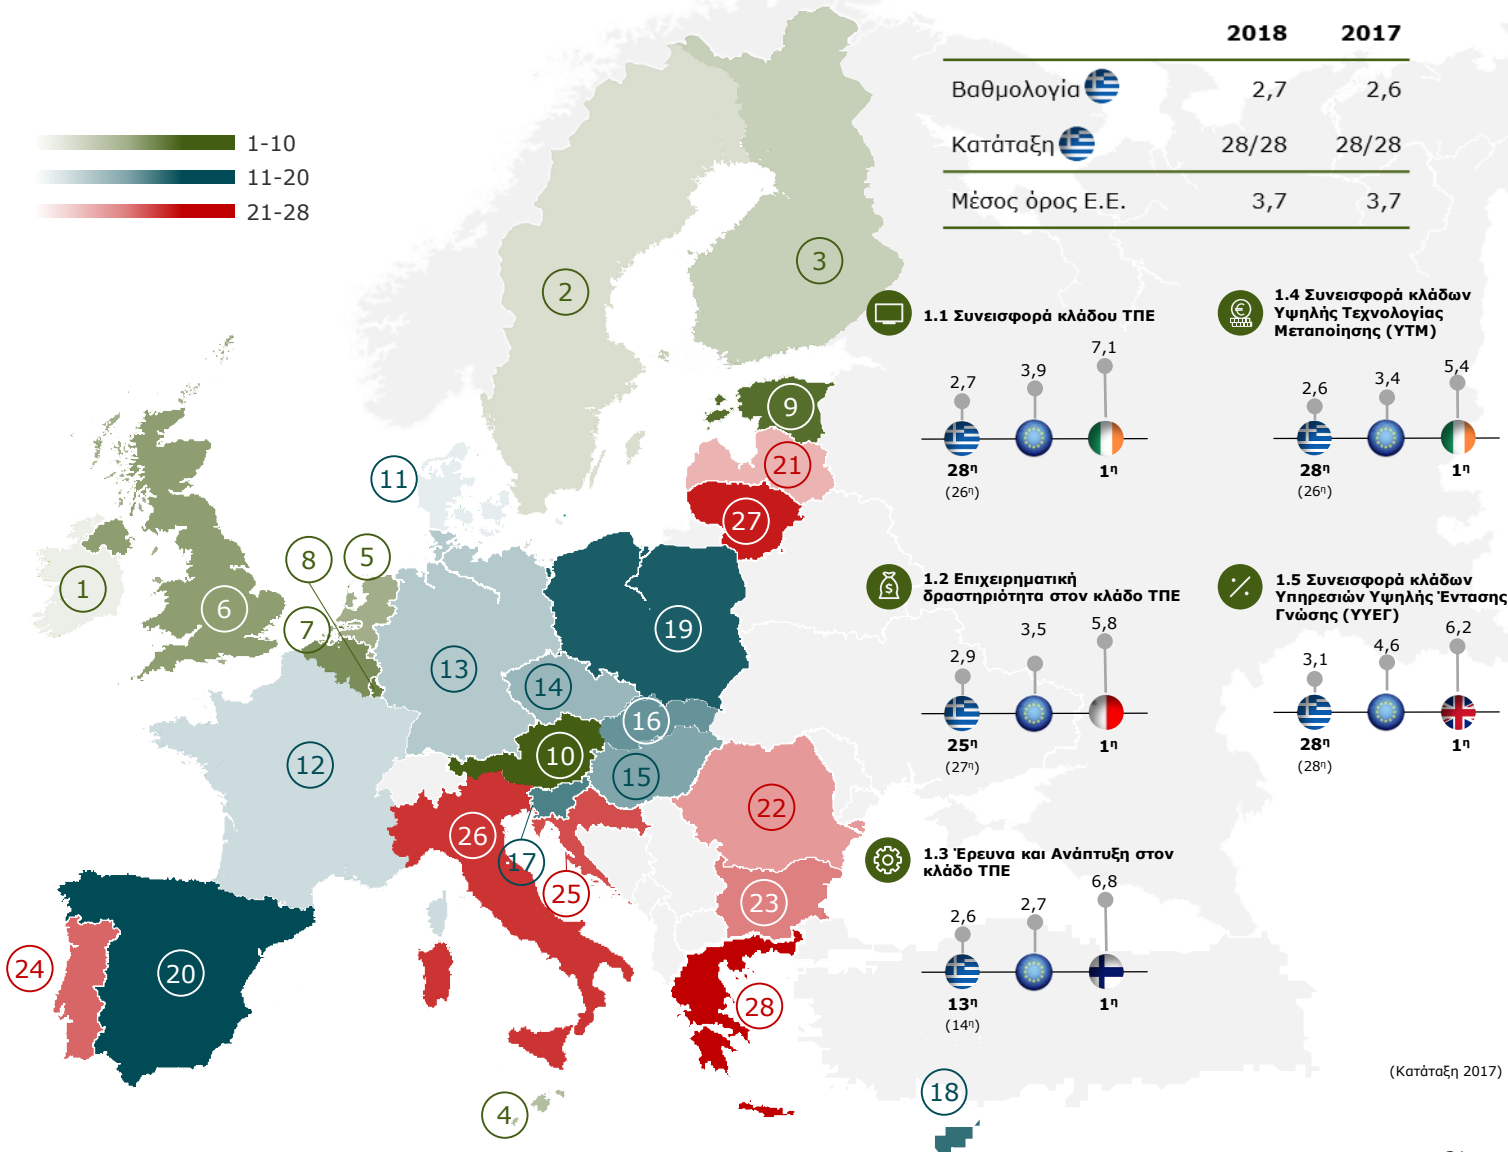 2018 2017
Βαθμολογία 2,7 2,6
Κατάταξη 28/28 28/28
Μέσος όρος Ε.Ε. 3,7 3,7
1-10
11-20
21-28
1
2
3
4
5
6
7
8
9
10
11
12
13
14
15
16
17
18
19
20
21
22
23
24
25
26
27
28
1.1 Συνεισφορά κλάδου ΤΠΕ
2,7 3,9 7,1
28η 1η
(26η)
1.2 Επιχειρηματική
δραστηριότητα στον κλάδο ΤΠΕ
2,9 3,5 5,8
25η 1η
(27η)
1.3 Έρευνα και Ανάπτυξη στον
κλάδο ΤΠΕ
2,6 2,7 6,8
13η 1η
(14η)
1.4 Συνεισφορά κλάδων
Υψηλής Τεχνολογίας
Μεταποίησης (ΥΤΜ)
2,6 3,4 5,4
28η 1η
(26η)
1.5 Συνεισφορά κλάδων
Υπηρεσιών Υψηλής Έντασης
Γνώσης (ΥΥΕΓ)
3,1 4,6 6,2
28η 1η
(28η)
(Κατάταξη 2017)